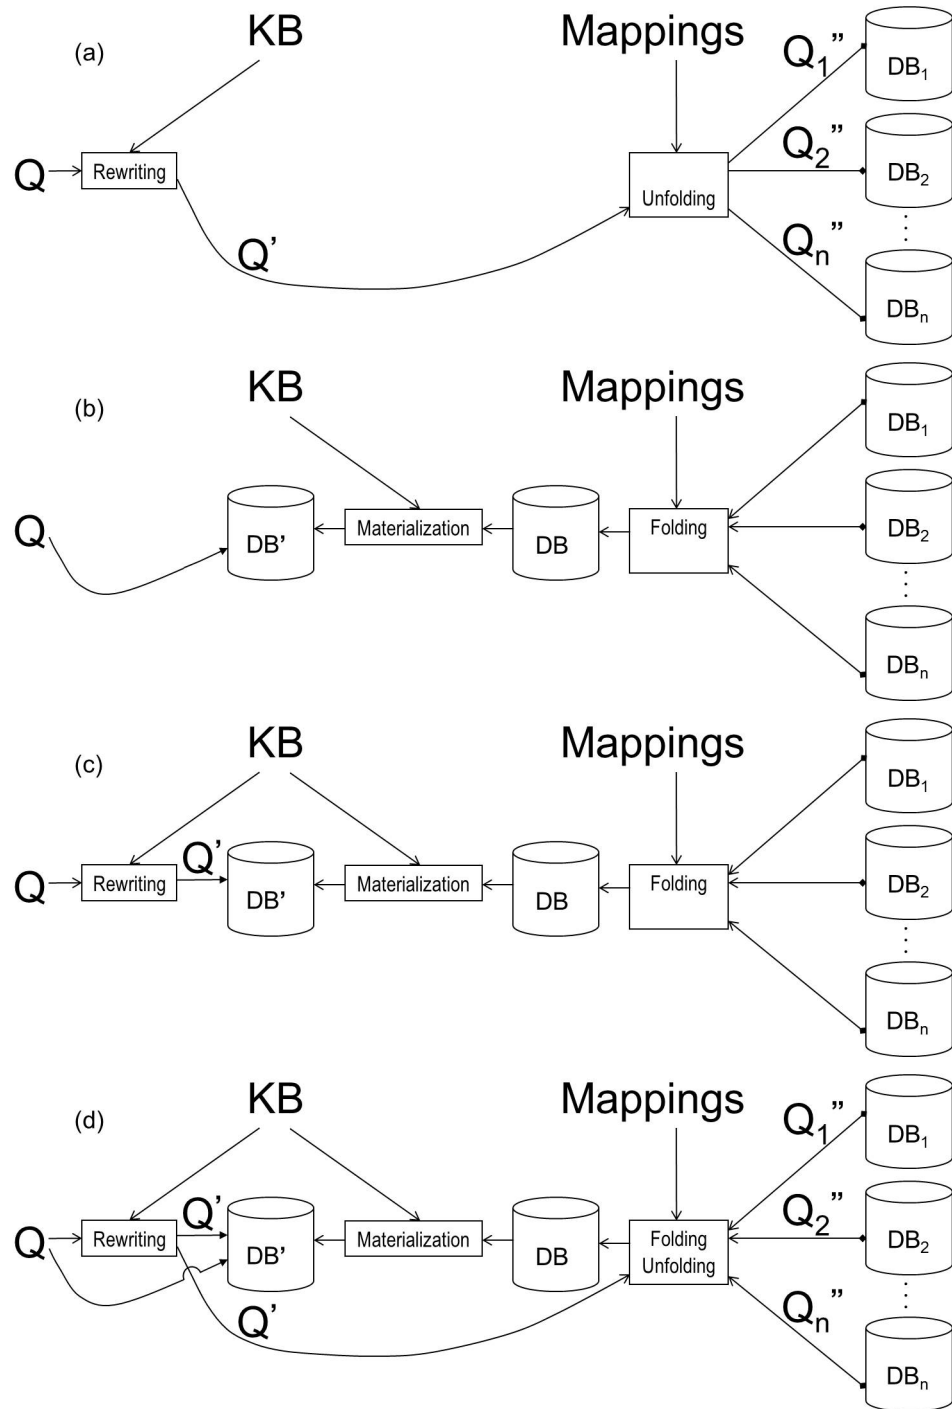 (a)
KB
Mappings
Q₁”
DB₁
Q
Rewriting
Unfolding
Q₂”
DB₂
Q’
Qₙ”
DBₙ
(b)
KB
Mappings
DB₁
Q
DB’
Materialization
DB
Folding
DB₂
DBₙ
(c)
KB
Mappings
DB₁
Q
Rewriting
Q’
DB’
Materialization
DB
Folding
DB₂
DBₙ
(d)
KB
Mappings
Q₁”
DB₁
Q
Rewriting
Q’
DB’
Materialization
DB
Folding
Unfolding
Q₂”
DB₂
Q’
Qₙ”
DBₙ